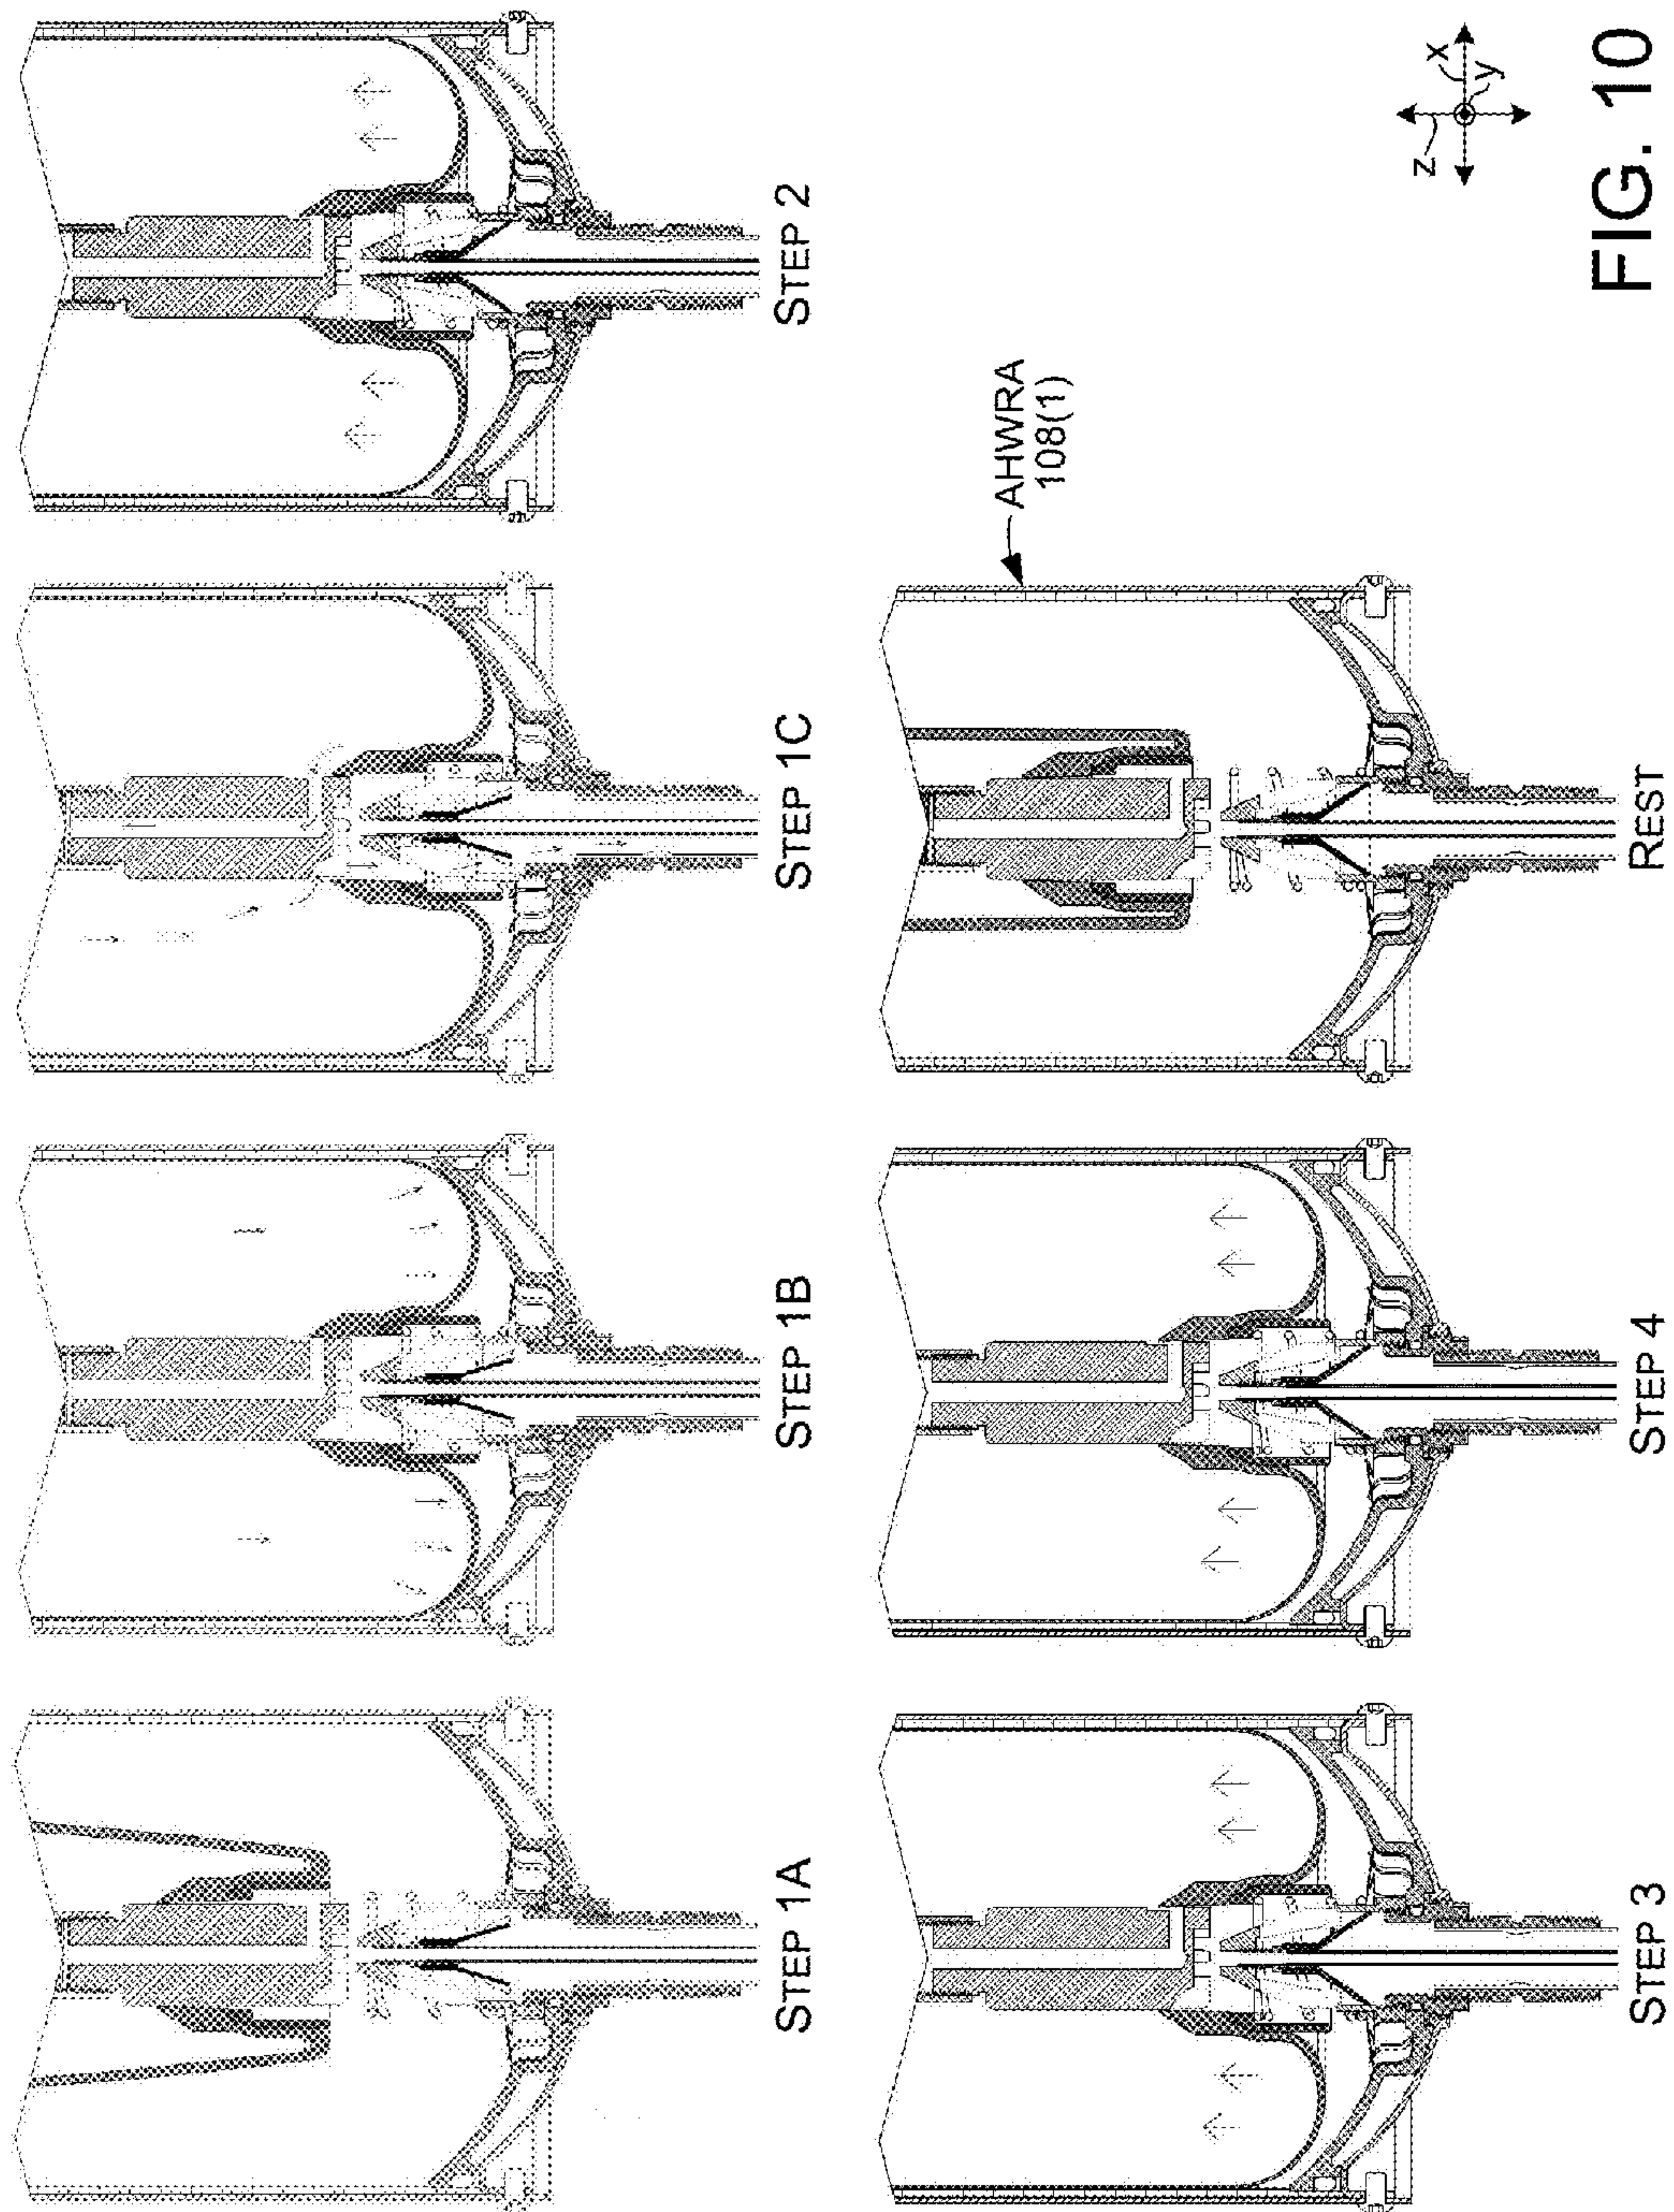 STEP 1A
STEP 1B
STEP 1C
STEP 2
STEP 3
STEP 4
REST
AHWRA
108(1)
z
x
y
FIG. 10